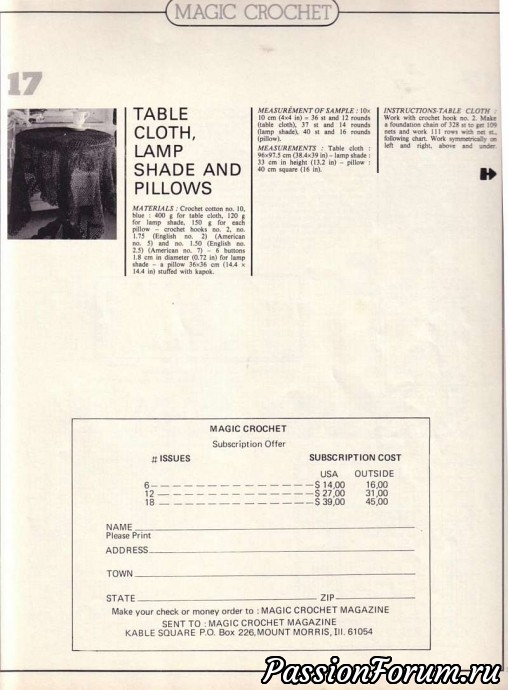 MAGIC CROCHET
17
TABLE
CLOTH,
LAMP
SHADE AND
PILLOWS
MATERIALS : Crochet cotton no. 10,
blue : 400 g for table cloth, 120 g
for lamp shade, 150 g for each
pillow – crochet hooks no. 2, no.
1.75 (English no. 2) (American
no. 5) and no. 1.50 (English no.
2.5) (American no. 7) – 6 buttons
1.8 cm in diameter (0.72 in) for lamp
shade – a pillow 36x36 cm (14.4 x
14.4 in) stuffed with kapok.
MEASURÉMENT OF SAMPLE : 10x
10 cm (4x4 in) = 36 st and 12 rounds
(table cloth), 37 st and 14 rounds
(lamp shade), 40 st and 16 rounds
(pillow).
MEASUREMENTS : Table cloth :
96x97.5 cm (38.4x39 in) – lamp shade :
33 cm in height (13.2 in) – pillow :
40 cm square (16 in).
INSTRUCTIONS-TABLE CLOTH :
Work with crochet hook no. 2. Make
a foundation chain of 328 st to get 109
nets and work 111 rows with net st.,
following chart. Work symmetrically on
left and right, above and under.
MAGIC CROCHET
Subscription Offer
# ISSUES SUBSCRIPTION COST
USA OUTSIDE
6 — — — — — — — — — — — — — $ 14,00 16,00
12 — — — — — — — — — — — — — $ 27,00 31,00
18 — — — — — — — — — — — — — $ 39,00 45,00
NAME
Please Print
ADDRESS
TOWN
STATE ZIP
Make your check or money order to : MAGIC CROCHET MAGAZINE
SENT TO : MAGIC CROCHET MAGAZINE
KABLE SQUARE P.O. Box 226, MOUNT MORRIS, Ill. 61054
PassionForum.ru